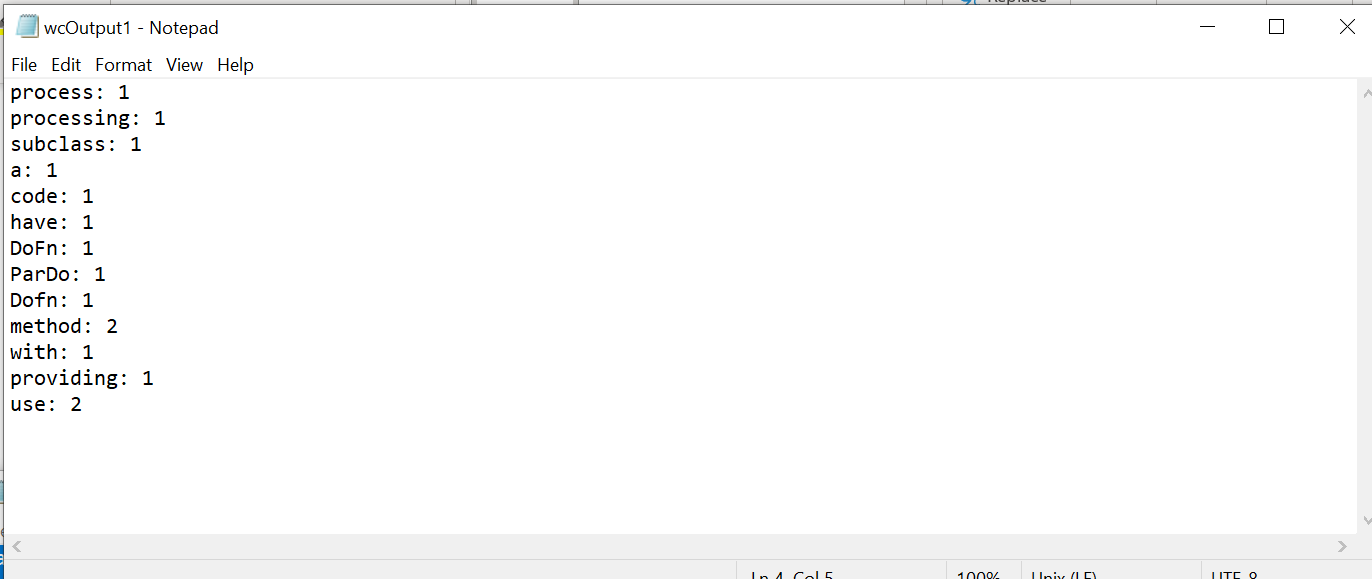 Replace
wcOutput1 - Notepad
File Edit Format View Help
process: 1
processing: 1
subclass: 1
a: 1
code: 1
have: 1
DoFn: 1
ParDo: 1
Dofn: 1
method: 2
with: 1
providing: 1
use: 2
Ln 4, Col 5 100% Unix (LF) UTF-8